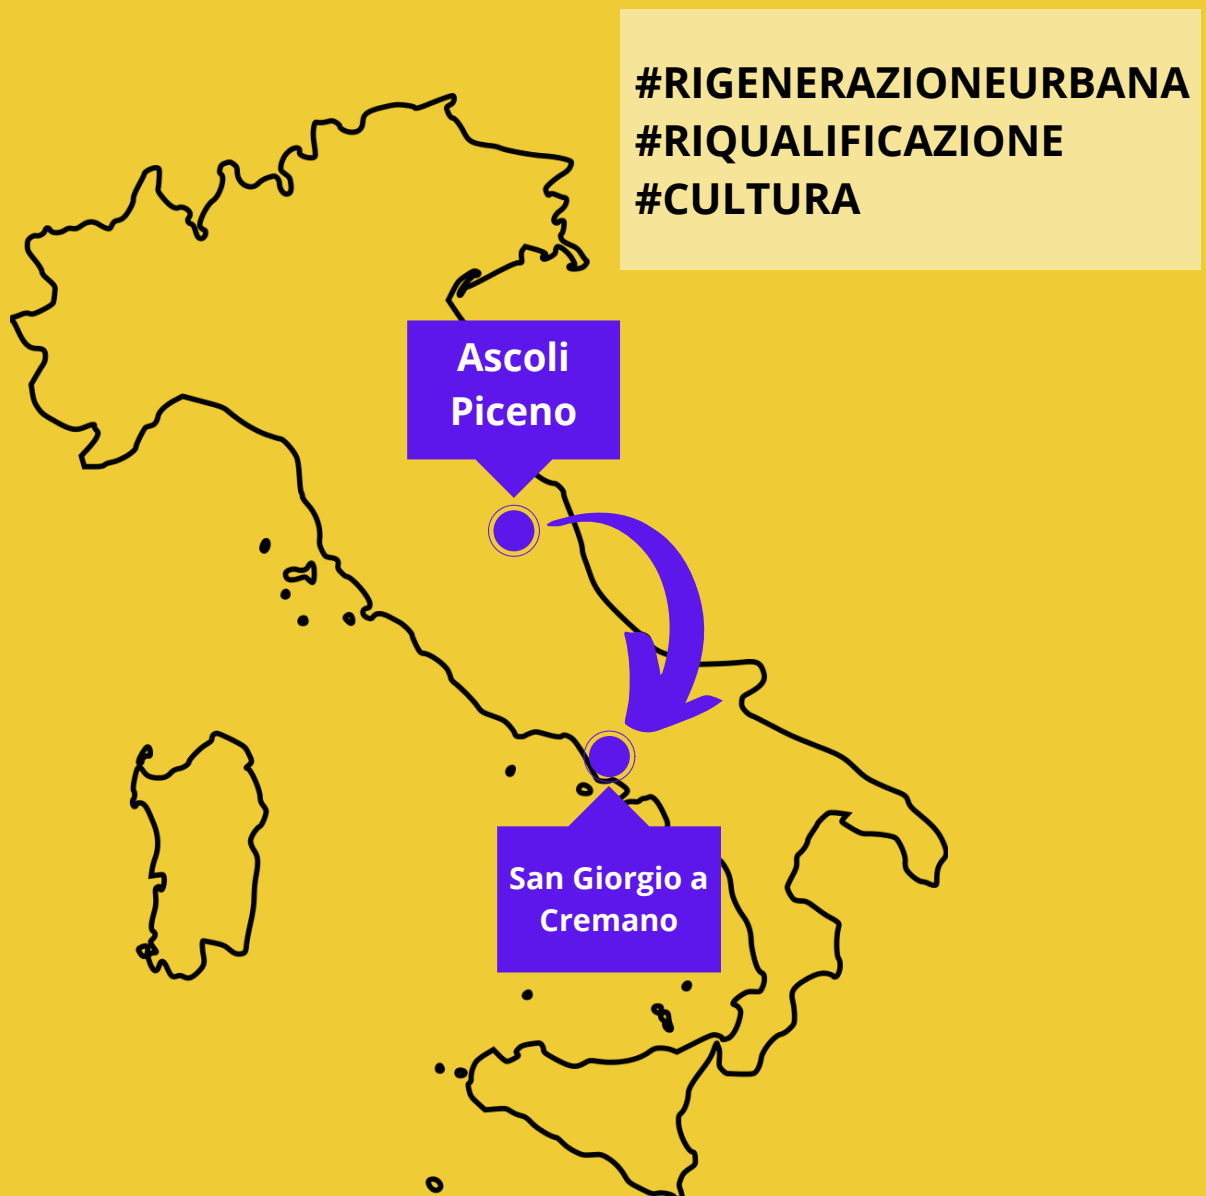 #RIGENERAZIONEURBANA
#RIQUALIFICAZIONE
#CULTURA
Ascoli
Piceno
San Giorgio a
Cremano